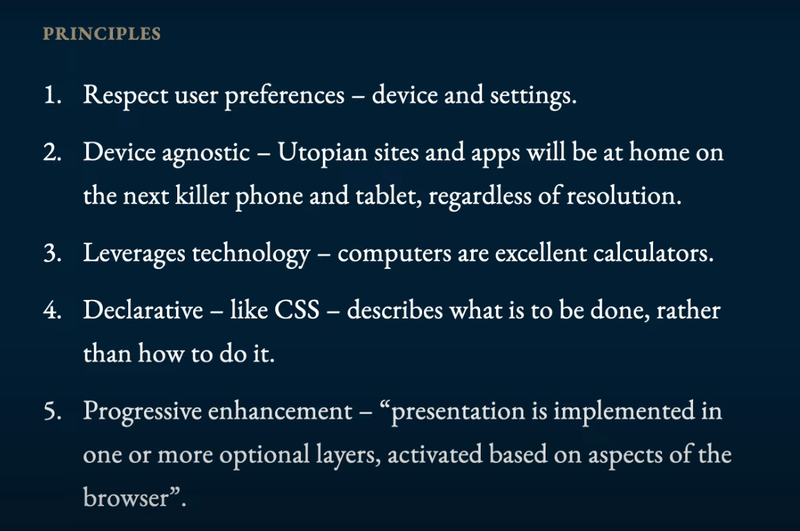 PRINCIPLES
1. Respect user preferences – device and settings.
2. Device agnostic – Utopian sites and apps will be at home on
the next killer phone and tablet, regardless of resolution.
3. Leverages technology – computers are excellent calculators.
4. Declarative – like CSS – describes what is to be done, rather
than how to do it.
5. Progressive enhancement – “presentation is implemented in
one or more optional layers, activated based on aspects of the
browser”.